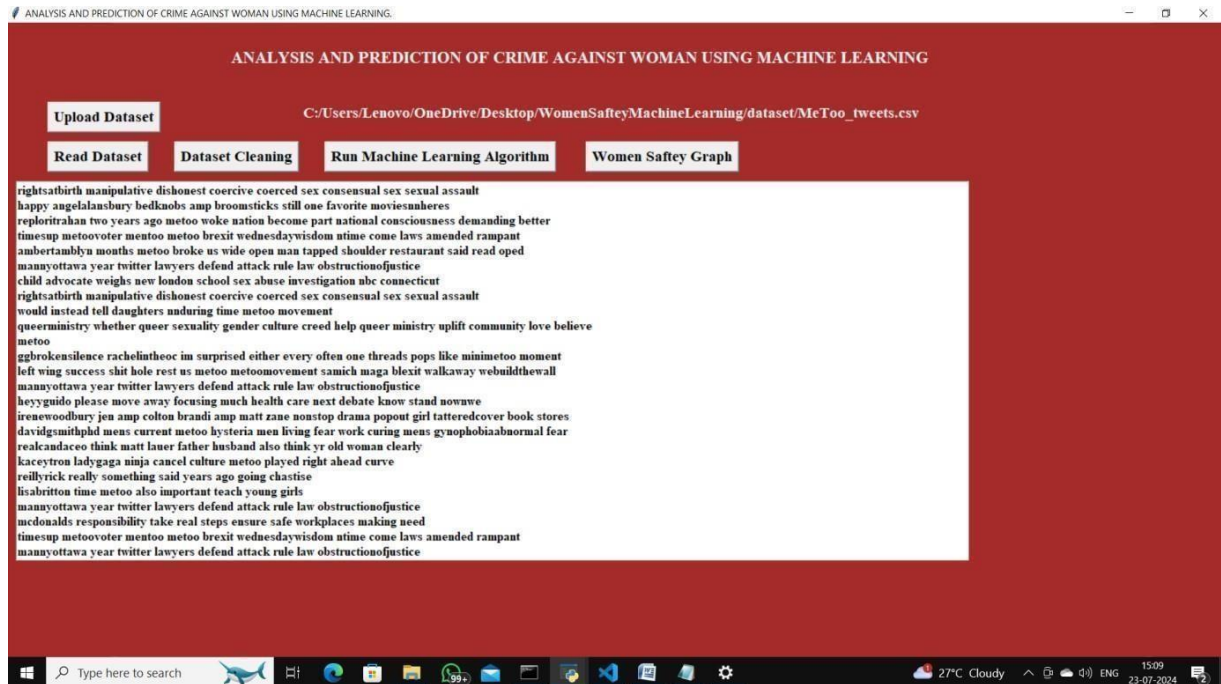 ANALYSIS AND PREDICTION OF CRIME AGAINST WOMAN USING MACHINE LEARNING.
ANALYSIS AND PREDICTION OF CRIME AGAINST WOMAN USING MACHINE LEARNING
Upload Dataset
C:/Users/Lenovo/OneDrive/Desktop/WomenSafteyMachineLearning/dataset/MeToo_tweets.csv
Read Dataset Dataset Cleaning Run Machine Learning Algorithm Women Saftey Graph
rightsatbirth manipulative dishonest coercive coerced sex consensual sex sexual assault
happy angelalansbury bedknobs amp broomsticks still one favorite moviesnnheres
reploritrahan two years ago metoo woke nation become part national consciousness demanding better
timesup metoovoter mentoo metoo brexit wednesdaywisdom ntime come laws amended rampant
ambertamblyn months metoo broke us wide open man tapped shoulder restaurant said read oped
mannyottawa year twitter lawyers defend attack rule law obstructionofjustice
child advocate weighs new london school sex abuse investigation nbc connecticut
rightsatbirth manipulative dishonest coercive coerced sex consensual sex sexual assault
would instead tell daughters nnduring time metoo movement
queerministry whether queer sexuality gender culture creed help queer ministry uplift community love believe
metoo
ggbrokensilence rachelintheoc im surprised either every often one threads pops like minimetoo moment
left wing success shit hole rest us metoo metoomovement samich maga blexit walkaway webuildthewall
mannyottawa year twitter lawyers defend attack rule law obstructionofjustice
heyyguido please move away focusing much health care next debate know stand nownwe
irenewoodbury jen amp colton brandi amp matt zane nonstop drama popout girl tatteredcover book stores
davidgsmithphd mens current metoo hysteria men living fear work curing mens gynophobiaabnormal fear
realcandaceo think matt lauer father husband also think yr old woman clearly
kaceytron ladygaga ninja cancel culture metoo played right ahead curve
reillyrick really something said years ago going chastise
lisabritton time metoo also important teach young girls
mannyottawa year twitter lawyers defend attack rule law obstructionofjustice
mcdonalds responsibility take real steps ensure safe workplaces making need
timesup metoovoter mentoo metoo brexit wednesdaywisdom ntime come laws amended rampant
mannyottawa year twitter lawyers defend attack rule law obstructionofjustice
Type here to search 99+ 27°C Cloudy ENG 15:09
23-07-2024 2